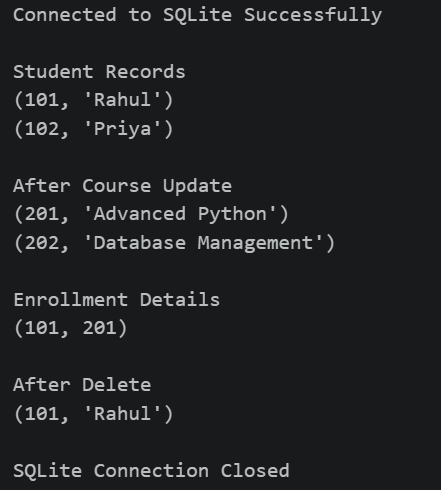 Connected to SQLite Successfully
Student Records
(101, 'Rahul')
(102, 'Priya')
After Course Update
(201, 'Advanced Python')
(202, 'Database Management')
Enrollment Details
(101, 201)
After Delete
(101, 'Rahul')
SQLite Connection Closed